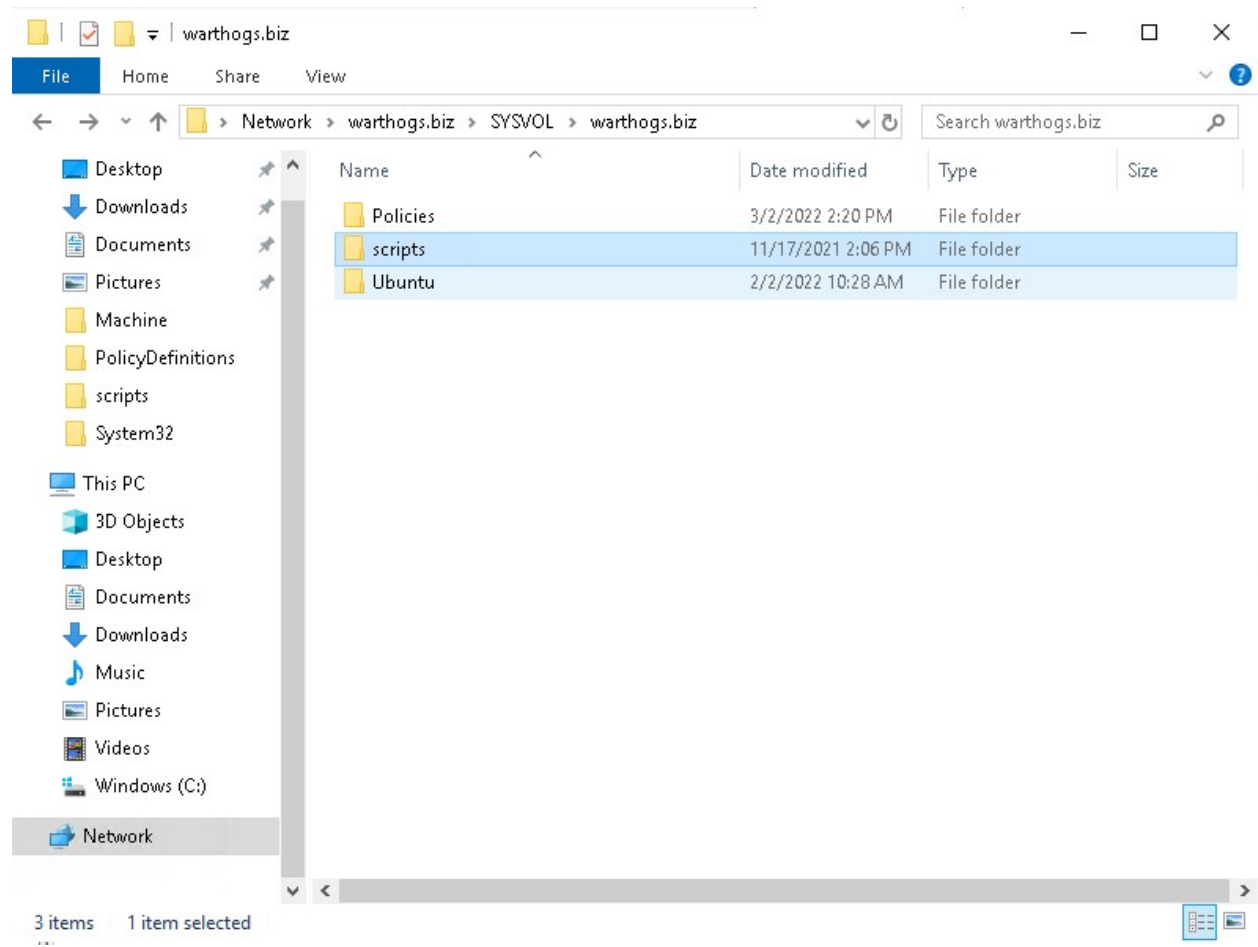 warthogs.biz
File Home Share View
Network > warthogs.biz > SYSVOL > warthogs.biz Search warthogs.biz
Name Date modified Type Size
Policies 3/2/2022 2:20 PM File folder
scripts 11/17/2021 2:06 PM File folder
Ubuntu 2/2/2022 10:28 AM File folder
Desktop
Downloads
Documents
Pictures
Machine
PolicyDefinitions
scripts
System32
This PC
3D Objects
Desktop
Documents
Downloads
Music
Pictures
Videos
Windows (C:)
Network
3 items 1 item selected